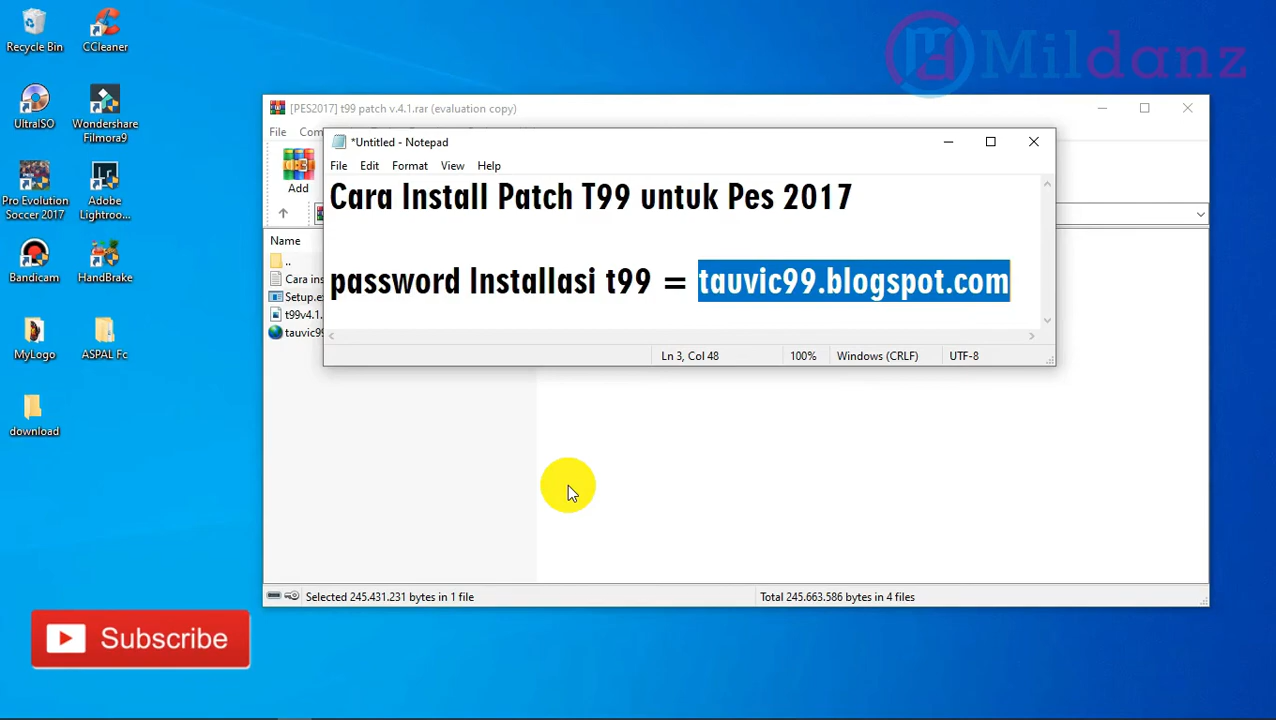 Recycle Bin
CCleaner
UltraISO
Wondershare
Filmora9
Pro Evolution
Soccer 2017
Adobe
Lightroo...
Bandicam
HandBrake
MyLogo
ASPAL Fc
download
Mildanz
[PES2017] t99 patch v.4.1.rar (evaluation copy)
File
Add
Name
..
Cara ins
Setup.e
t99v4.1.
tauvic99
*Untitled - Notepad
File Edit Format View Help
Cara Install Patch T99 untuk Pes 2017
password Installasi t99 = tauvic99.blogspot.com
Ln 3, Col 48 100% Windows (CRLF) UTF-8
Selected 245.431.231 bytes in 1 file
Total 245.663.586 bytes in 4 files
Subscribe